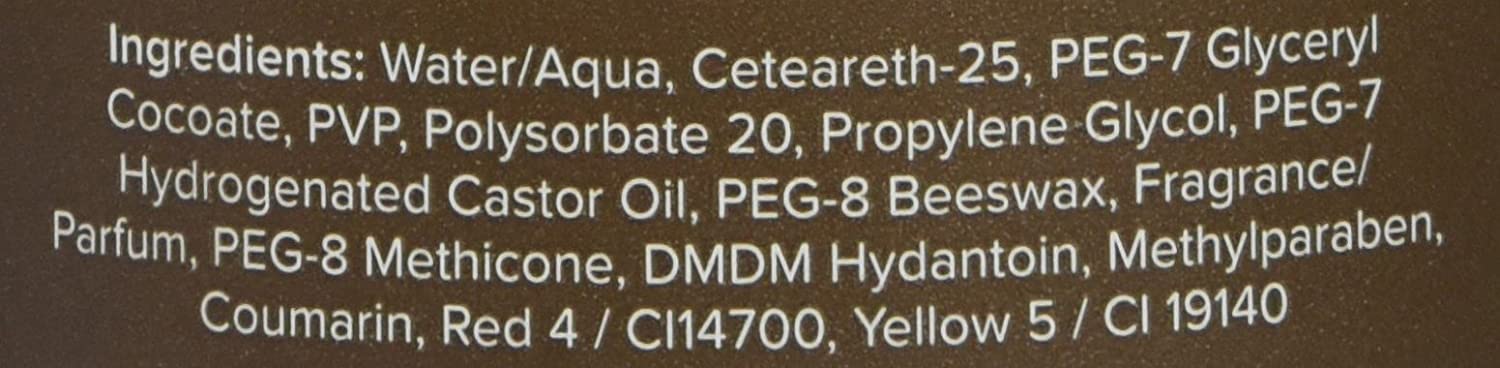 Ingredients: Water/Aqua, Ceteareth-25, PEG-7 Glyceryl
Cocoate, PVP, Polysorbate 20, Propylene Glycol, PEG-7
Hydrogenated Castor Oil, PEG-8 Beeswax, Fragrance/
Parfum, PEG-8 Methicone, DMDM Hydantoin, Methylparaben,
Coumarin, Red 4 / CI14700, Yellow 5 / CI 19140